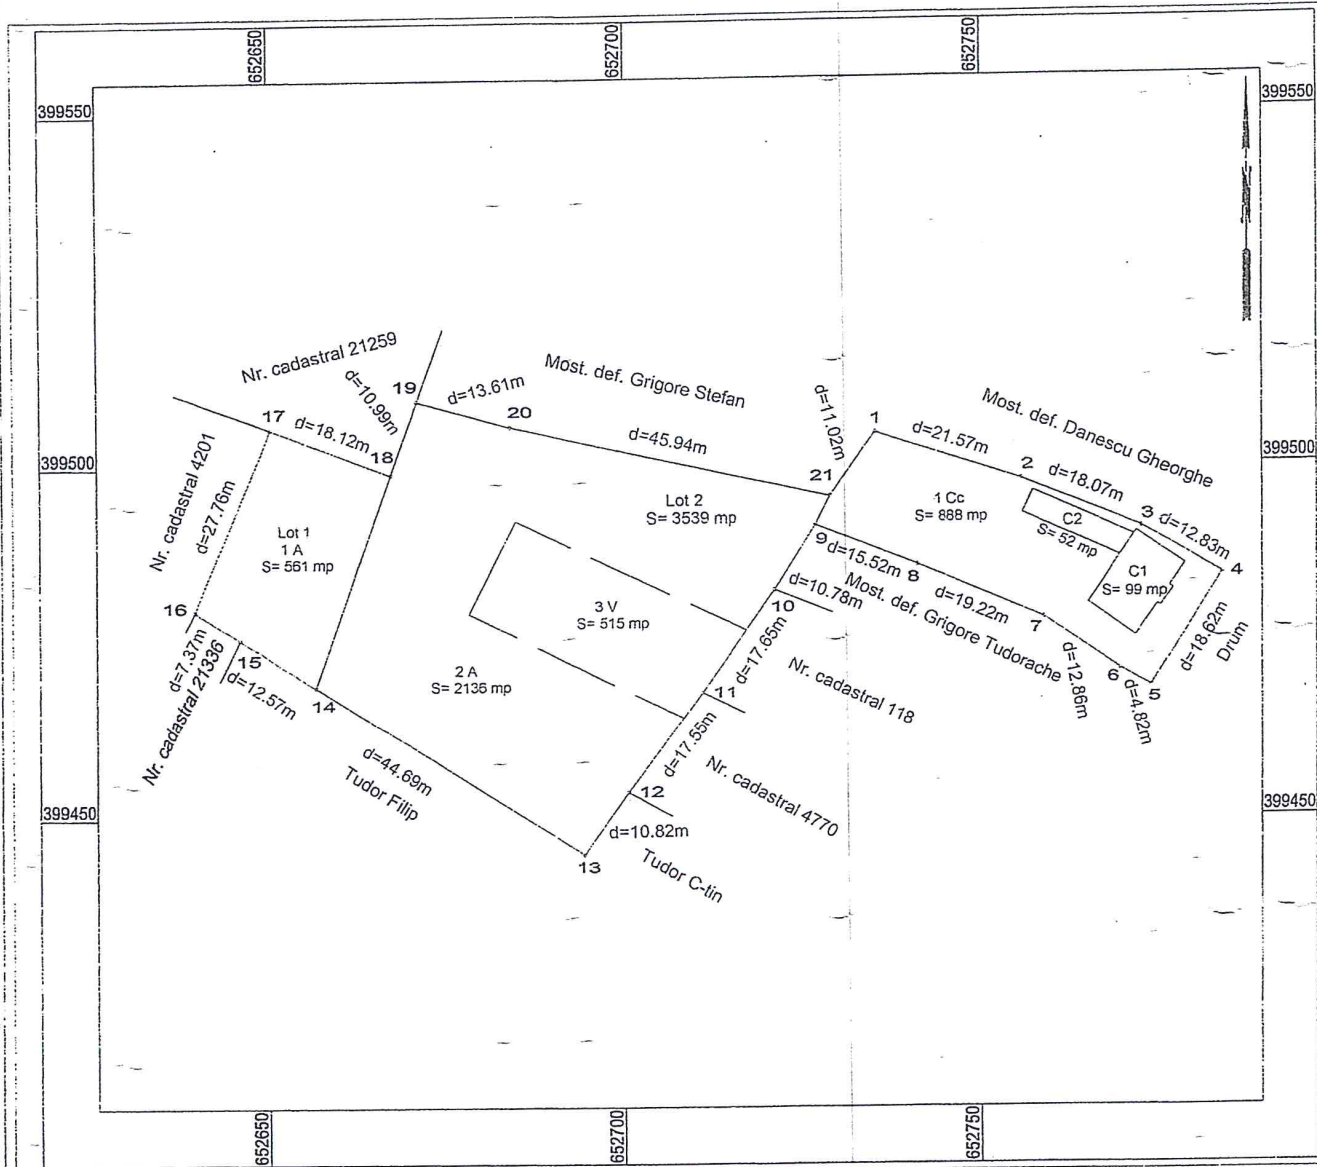 652650
652700
652750
399550
399550
Nr. cadastral 21259
19
d=10.99m
d=13.61m
20
Most. def. Grigore Stefan
d=45.94m
d=11.02m
1
d=21.57m
Most. def. Danescu Gheorghe
2
d=18.07m
3
d=12.83m
4
17
d=18.12m
18
399500
399500
Nr. cadastral 4201
d=27.76m
Lot 1
1 A
S= 561 mp
Lot 2
S= 3539 mp
21
1 Cc
S= 888 mp
C2
S= 52 mp
C1
S= 99 mp
9
d=15.52m
8
d=19.22m
7
Most. def. Grigore Tudorache
d=10.78m
10
d=18.62m
Drum
16
d=7.37m
15
Nr. cadastral 21336
d=12.57m
14
3 V
S= 515 mp
2 A
S= 2136 mp
d=17.65m
Nr. cadastral 118
d=12.86m
6
5
d=4.82m
11
d=17.55m
Nr. cadastral 4770
d=44.69m
Tudor Filip
12
d=10.82m
Tudor C-tin
13
399450
399450
652650
652700
652750